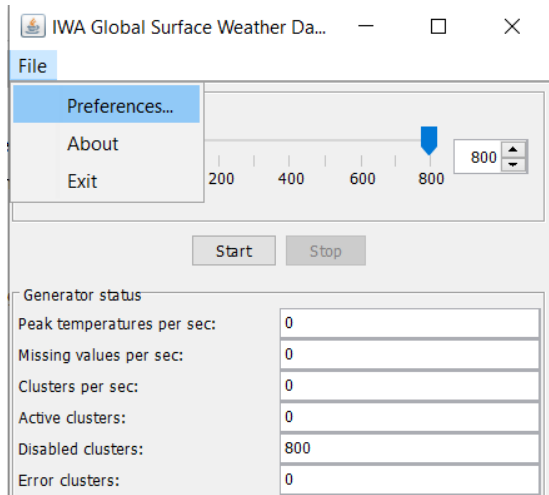 IWA Global Surface Weather Da...
File
Preferences...
About
Exit
200 400 600 800
800
Start Stop
Generator status
Peak temperatures per sec: 0
Missing values per sec: 0
Clusters per sec: 0
Active clusters: 0
Disabled clusters: 800
Error clusters: 0